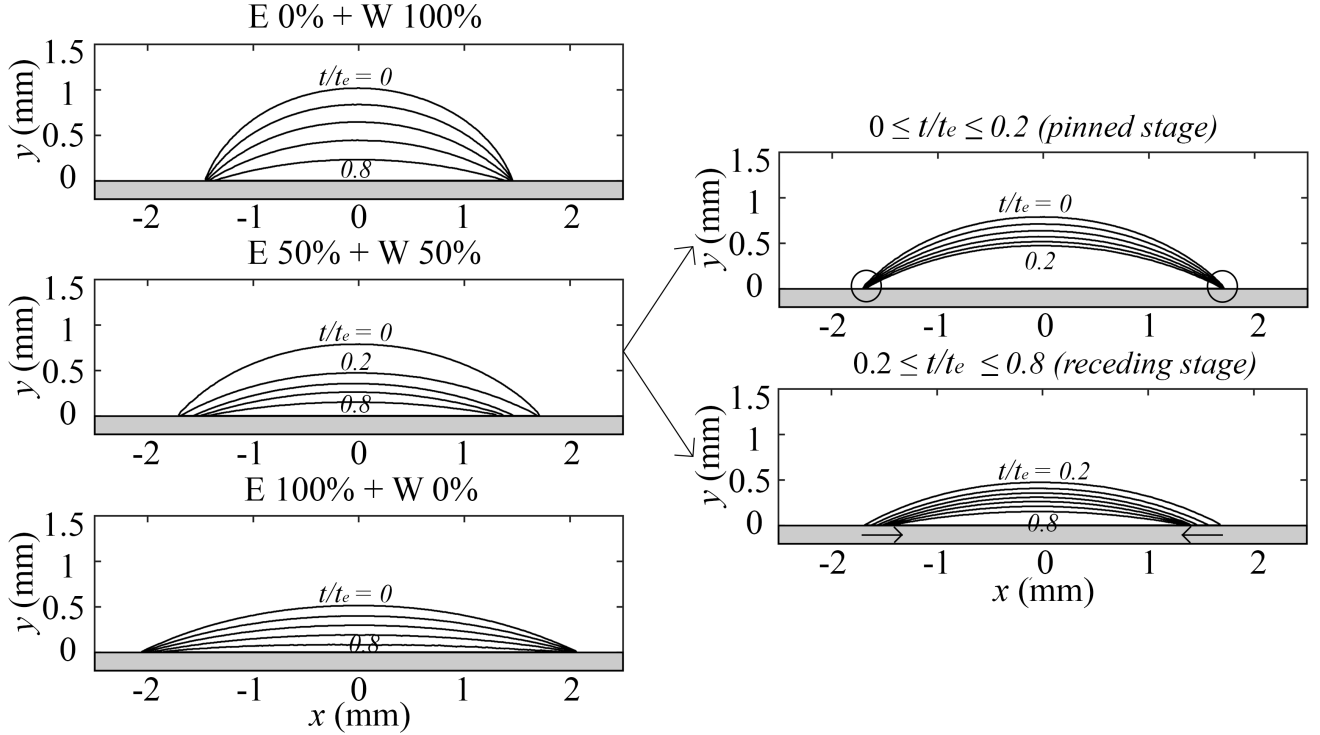 E 0% + W 100%
1.5
1
0.5
0
y (mm)
t/te = 0
0.8
-2 -1 0 1 2
E 50% + W 50%
1.5
1
0.5
0
y (mm)
t/te = 0
0.2
0.8
-2 -1 0 1 2
E 100% + W 0%
1.5
1
0.5
0
y (mm)
t/te = 0
0.8
-2 -1 0 1 2
x (mm)
0 ≤ t/te ≤ 0.2 (pinned stage)
1.5
1
0.5
0
y (mm)
t/te = 0
0.2
-2 -1 0 1 2
0.2 ≤ t/te ≤ 0.8 (receding stage)
1.5
1
0.5
0
y (mm)
t/te = 0.2
0.8
-2 -1 0 1 2
x (mm)